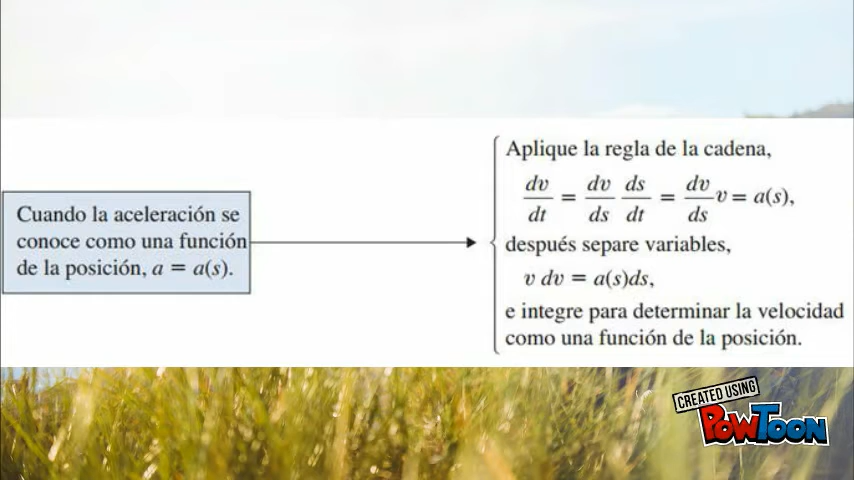 Cuando la aceleración se
conoce como una función
de la posición, a = a(s).
Aplique la regla de la cadena,
dv/dt = dv/ds ds/dt = dv/ds v = a(s),
después separe variables,
v dv = a(s)ds,
e integre para determinar la velocidad
como una función de la posición.
CREATED USING
POWTOON